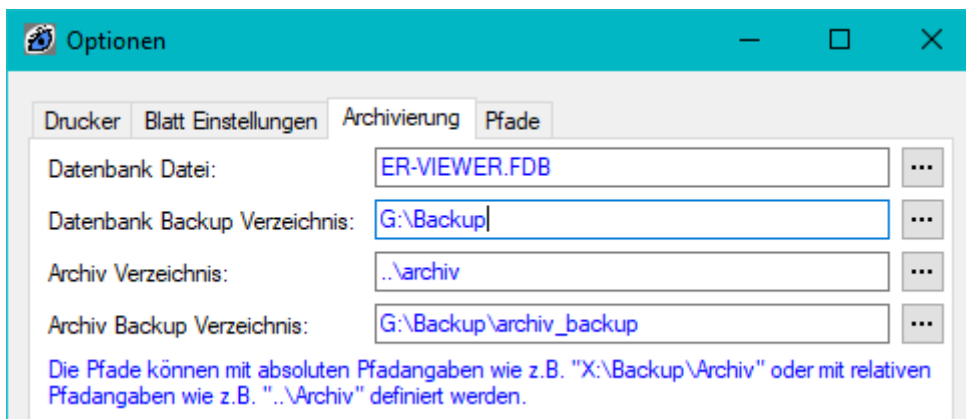 Optionen
Drucker Blatt Einstellungen Archivierung Pfade
Datenbank Datei: ER-VIEWER.FDB ...
Datenbank Backup Verzeichnis: G:\Backup ...
Archiv Verzeichnis: ..\archiv ...
Archiv Backup Verzeichnis: G:\Backup\archiv_backup ...
Die Pfade können mit absoluten Pfadangaben wie z.B. "X:\Backup\Archiv" oder mit relativen
Pfadangaben wie z.B. "..\Archiv" definiert werden.